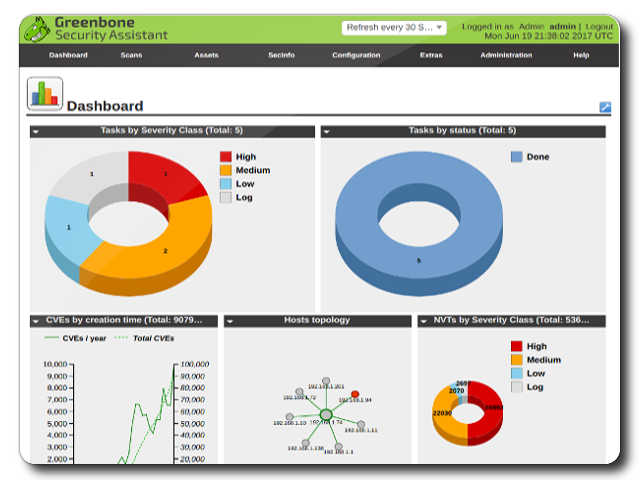 Greenbone
Security Assistant
Refresh every 30 S...
Logged in as Admin admin | Logout
Mon Jun 19 21:38:02 2017 UTC
Dashboard Scans Assets SecInfo Configuration Extras Administration Help
Dashboard
Tasks by Severity Class (Total: 5)
1
1
1
2
High
Medium
Low
Log
Tasks by status (Total: 5)
5
Done
CVEs by creation time (Total: 9079...
CVEs / year Total CVEs
10,000 100,000
9,000 90,000
8,000 80,000
7,000 70,000
6,000 60,000
5,000 50,000
4,000 40,000
3,000 30,000
2,000 20,000
Hosts topology
192.168.1.201
192.168.1.72
192.168.1.94
192.168.1.10
192.168.1.74
192.168.1.11
192.168.1.1
NVTs by Severity Class (Total: 536...
2070
22030
High
Medium
Low
Log